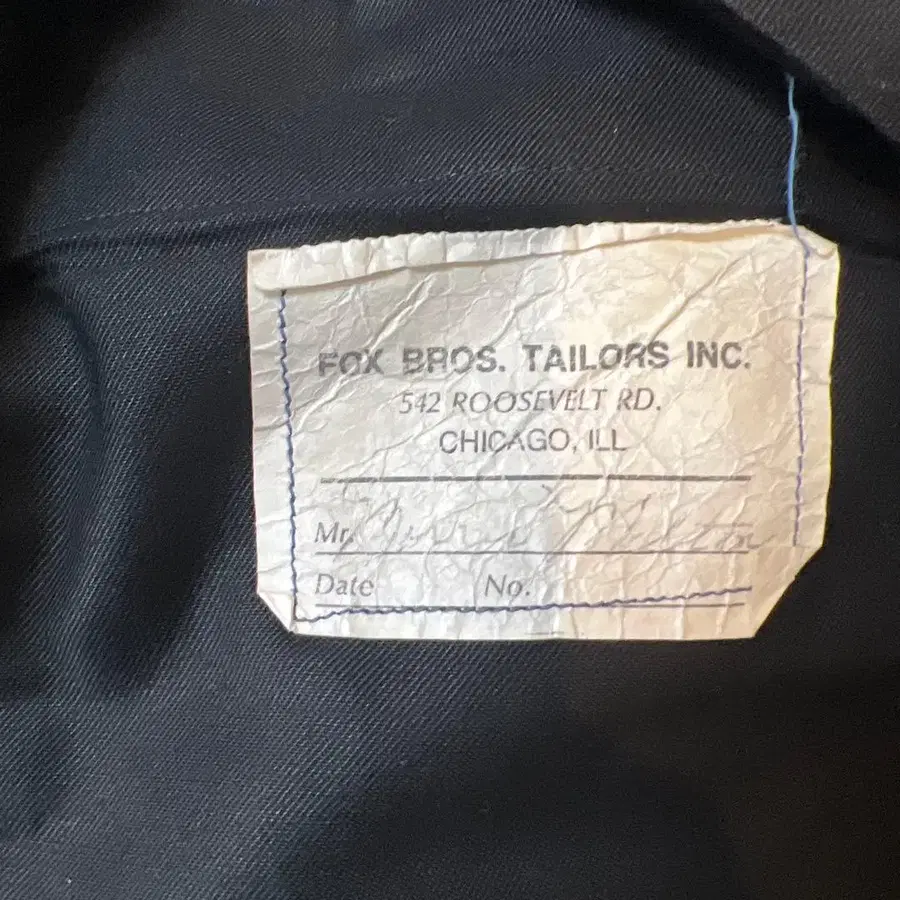 FOX BROS. TAILORS INC.
542 ROOSEVELT RD.
CHICAGO, ILL
Mr.
Date No.